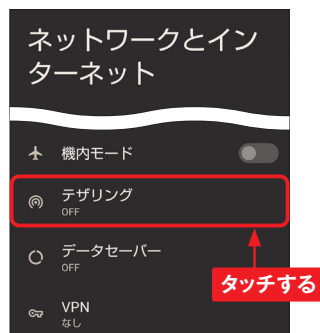 ネットワークとイン
ターネット
機内モード
テザリング
OFF
データセーバー
OFF
タッチする
VPN
なし